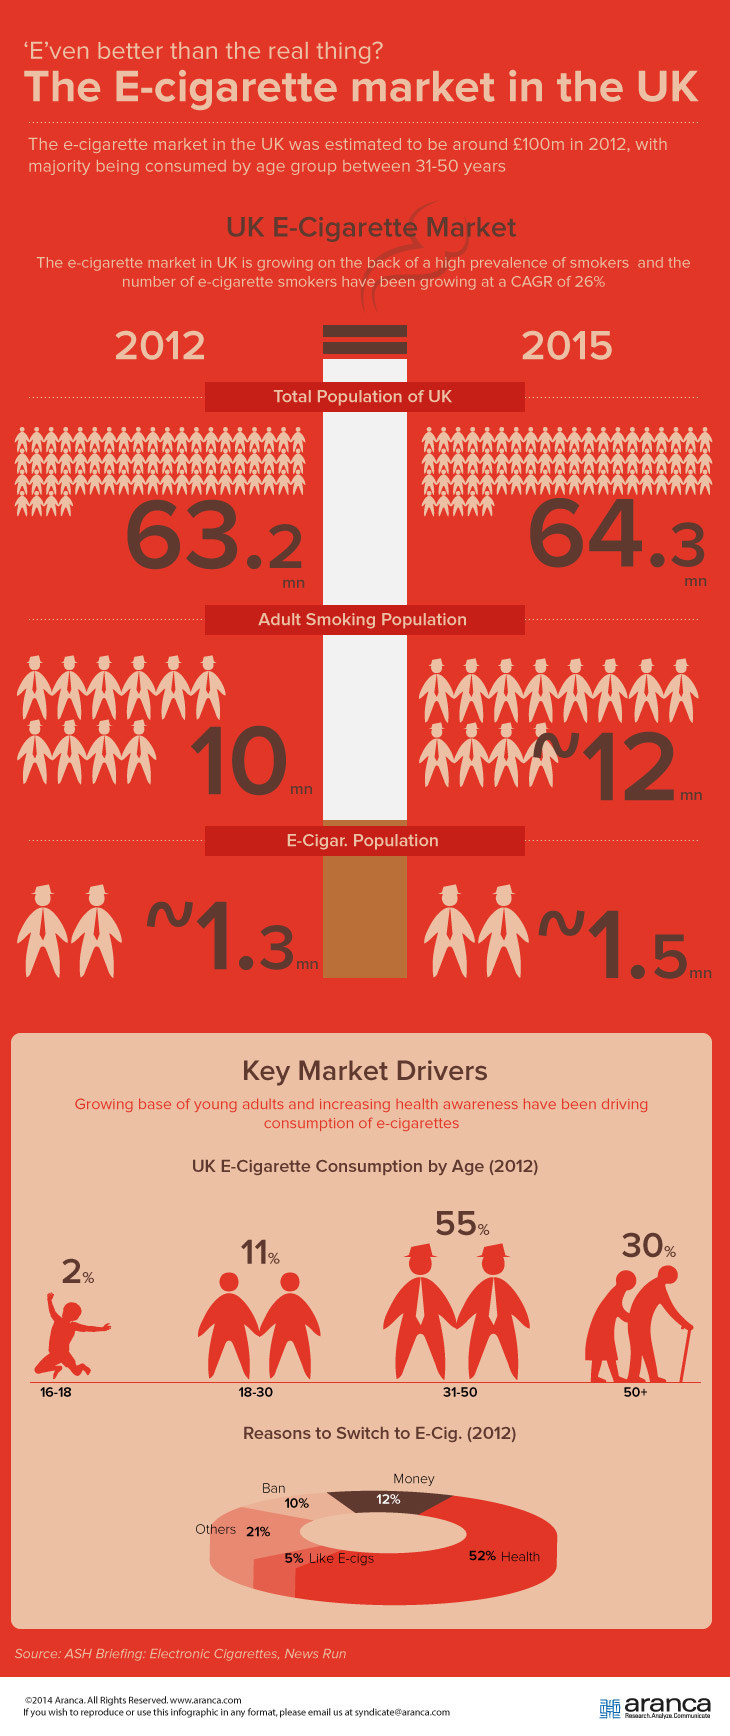 ‘E’ven better than the real thing?
The E-cigarette market in the UK
The e-cigarette market in the UK was estimated to be around £100m in 2012, with
majority being consumed by age group between 31-50 years
UK E-Cigarette Market
The e-cigarette market in UK is growing on the back of a high prevalence of smokers and the
number of e-cigarette smokers have been growing at a CAGR of 26%
2012
2015
Total Population of UK
63.2 mn
64.3 mn
Adult Smoking Population
10 mn
~12 mn
E-Cigar. Population
~1.3 mn
~1.5 mn
Key Market Drivers
Growing base of young adults and increasing health awareness have been driving
consumption of e-cigarettes
UK E-Cigarette Consumption by Age (2012)
2%
11%
55%
30%
16-18
18-30
31-50
50+
Reasons to Switch to E-Cig. (2012)
Money
12%
Ban
10%
Others 21%
5% Like E-cigs
52% Health
Source: ASH Briefing: Electronic Cigarettes, News Run
©2014 Aranca. All Rights Reserved. www.aranca.com
If you wish to reproduce or use this infographic in any format, please email us at syndicate@aranca.com
aranca
Research.Analyze.Communicate